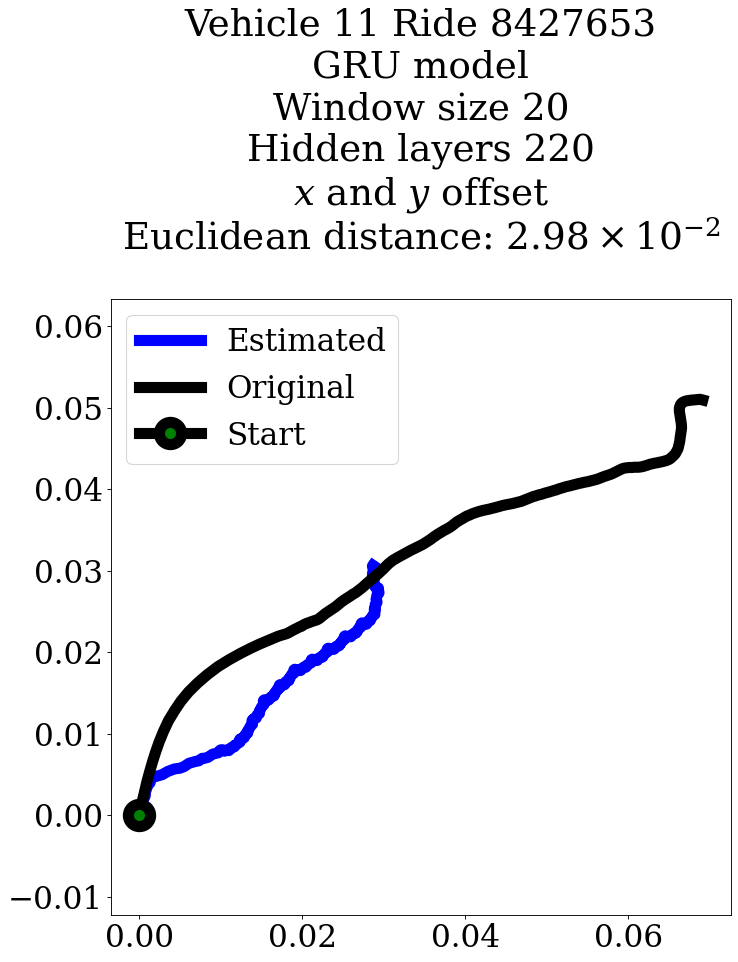 Vehicle 11 Ride 8427653
GRU model
Window size 20
Hidden layers 220
x and y offset
Euclidean distance: 2.98 × 10⁻²
Estimated
Original
Start
0.06
0.05
0.04
0.03
0.02
0.01
0.00
−0.01
0.00 0.02 0.04 0.06